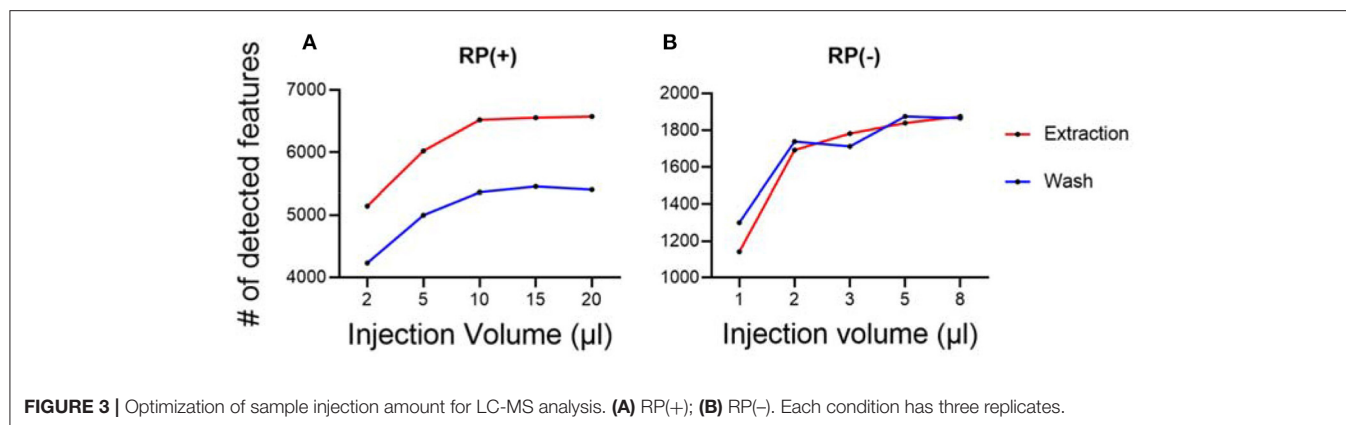 A
RP(+)
# of detected features
7000
6000
5000
4000
2 5 10 15 20
Injection Volume (µl)
B
RP(-)
2000
1800
1600
1400
1200
1000
1 2 3 5 8
Injection volume (µl)
Extraction
Wash
FIGURE 3 | Optimization of sample injection amount for LC-MS analysis. (A) RP(+); (B) RP(–). Each condition has three replicates.